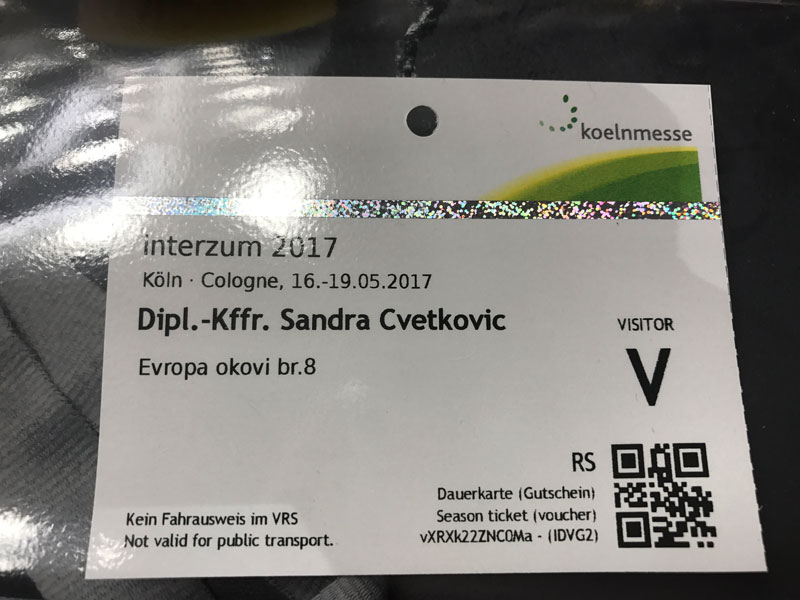 koelnmesse
interzum 2017
Köln · Cologne, 16.-19.05.2017
Dipl.-Kffr. Sandra Cvetkovic
VISITOR
Evropa okovi br.8
V
RS
Dauerkarte (Gutschein)
Kein Fahrausweis im VRS
Season ticket (voucher)
Not valid for public transport.
vXRXk22ZNC0Ma - (IDVG2)